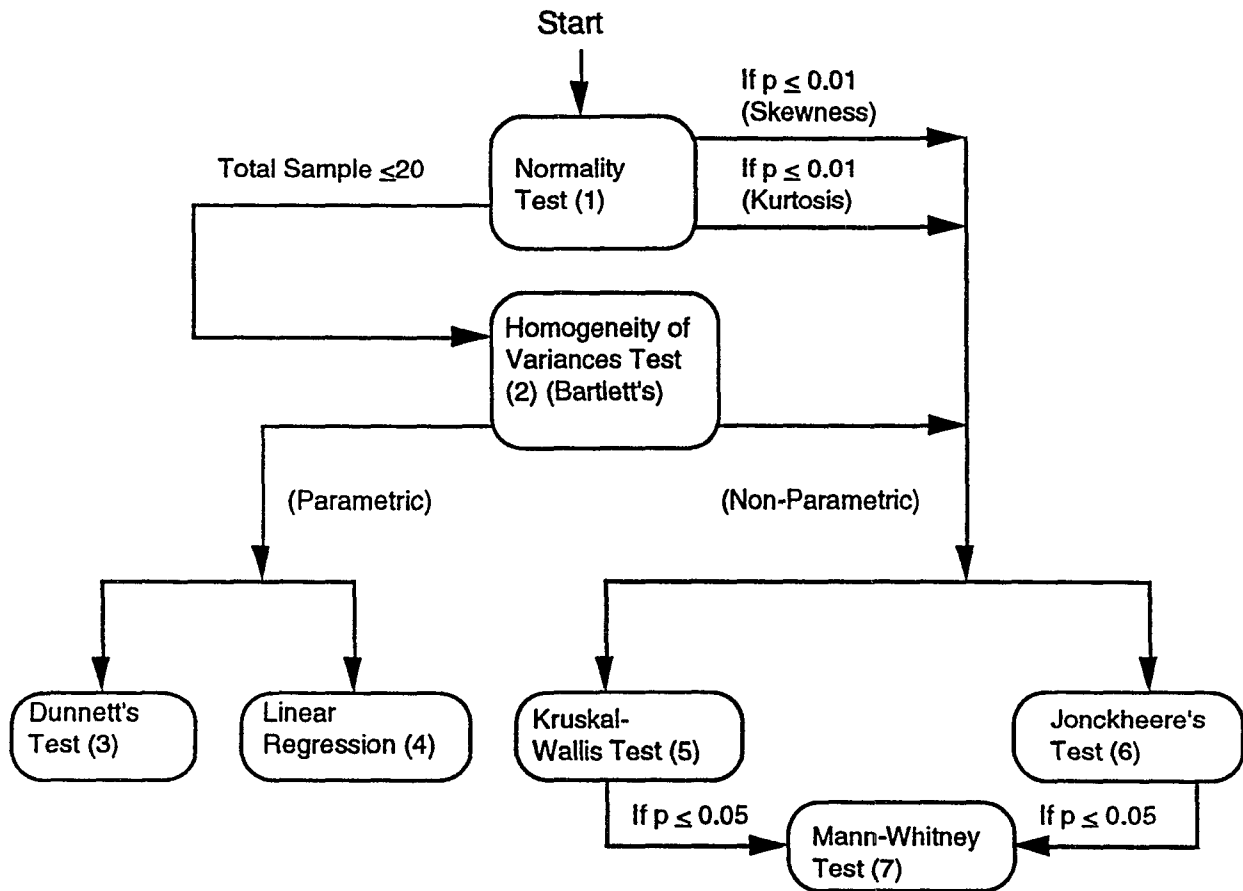 Start
If p ≤ 0.01
(Skewness)
Total Sample ≤20
Normality
Test (1)
If p ≤ 0.01
(Kurtosis)
Homogeneity of
Variances Test
(2) (Bartlett's)
(Parametric)
(Non-Parametric)
Dunnett's
Test (3)
Linear
Regression (4)
Kruskal-
Wallis Test (5)
Jonckheere's
Test (6)
If p ≤ 0.05
If p ≤ 0.05
Mann-Whitney
Test (7)